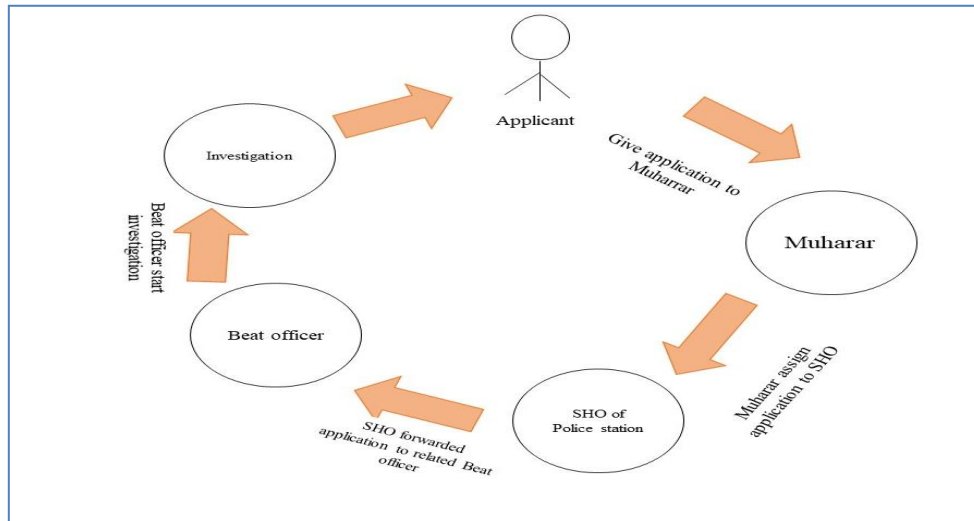 Applicant
Give application to
Muharrar
Muharar
Muharar assign
application to SHO
SHO of
Police station
SHO forwarded
application to related Beat
officer
Beat officer
Beat officer start
investigation
Investigation